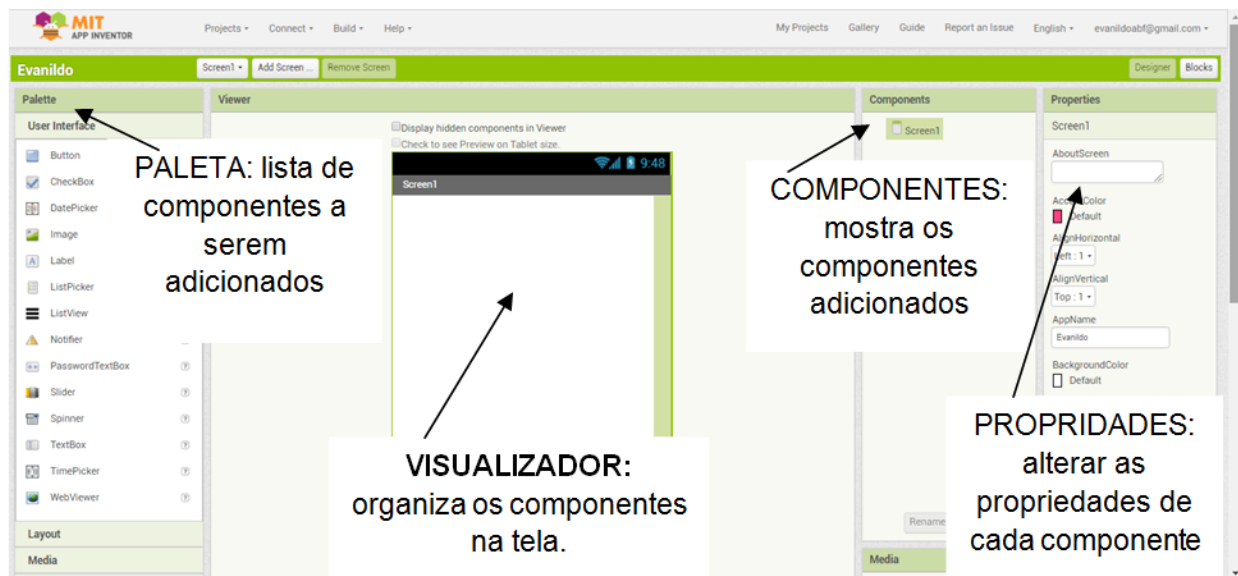 MIT
APP INVENTOR
Projects Connect Build Help
My Projects Gallery Guide Report an Issue English evanildoabf@gmail.com
Evanildo
Screen1 Add Screen ... Remove Screen
Designer Blocks
Palette
User Interface
Button
CheckBox
DatePicker
Image
Label
ListPicker
ListView
Notifier
PasswordTextBox
Slider
Spinner
TextBox
TimePicker
WebViewer
Layout
Media
PALETA: lista de
componentes a
serem
adicionados
Viewer
Display hidden components in Viewer
Check to see Preview on Tablet size.
9:48
Screen1
VISUALIZADOR:
organiza os componentes
na tela.
Components
Screen1
COMPONENTES:
mostra os
componentes
adicionados
Rename
Media
Properties
Screen1
AboutScreen
AccentColor
Default
AlignHorizontal
Left : 1
AlignVertical
Top : 1
AppName
Evanildo
BackgroundColor
Default
PROPRIDADES:
alterar as
propriedades de
cada componente